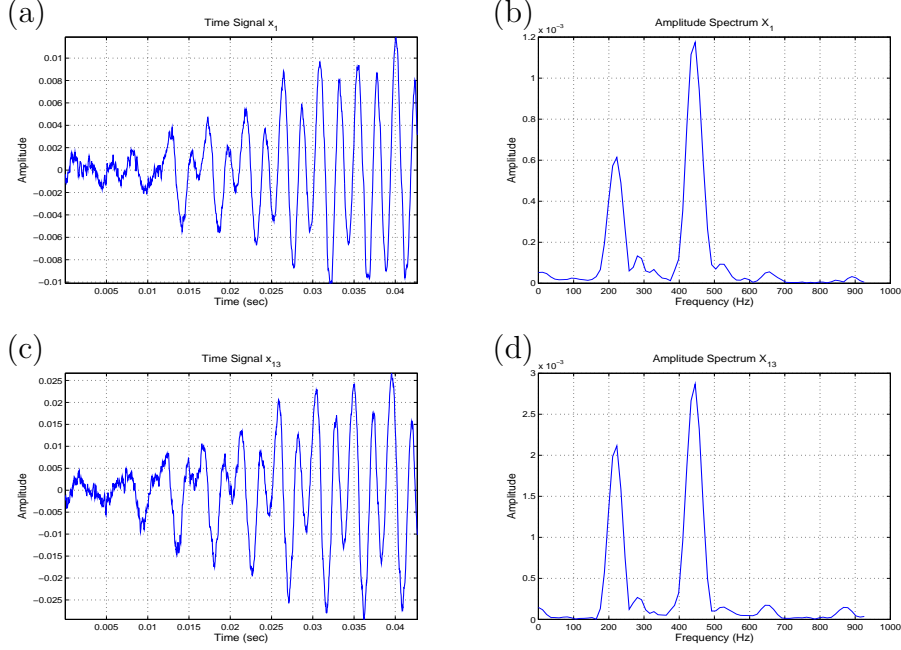 (a)
Time Signal x1
0.01
0.008
0.006
0.004
0.002
0
−0.002
−0.004
−0.006
−0.008
−0.01
Amplitude
0.005 0.01 0.015 0.02 0.025 0.03 0.035 0.04
Time (sec)
(b)
Amplitude Spectrum X1
x 10−3
1.2
1
0.8
0.6
0.4
0.2
0
Amplitude
0 100 200 300 400 500 600 700 800 900 1000
Frequency (Hz)
(c)
Time Signal x13
0.025
0.02
0.015
0.01
0.005
0
−0.005
−0.01
−0.015
−0.02
−0.025
Amplitude
0.005 0.01 0.015 0.02 0.025 0.03 0.035 0.04
Time (sec)
(d)
Amplitude Spectrum X13
x 10−3
3
2.5
2
1.5
1
0.5
0
Amplitude
0 100 200 300 400 500 600 700 800 900 1000
Frequency (Hz)